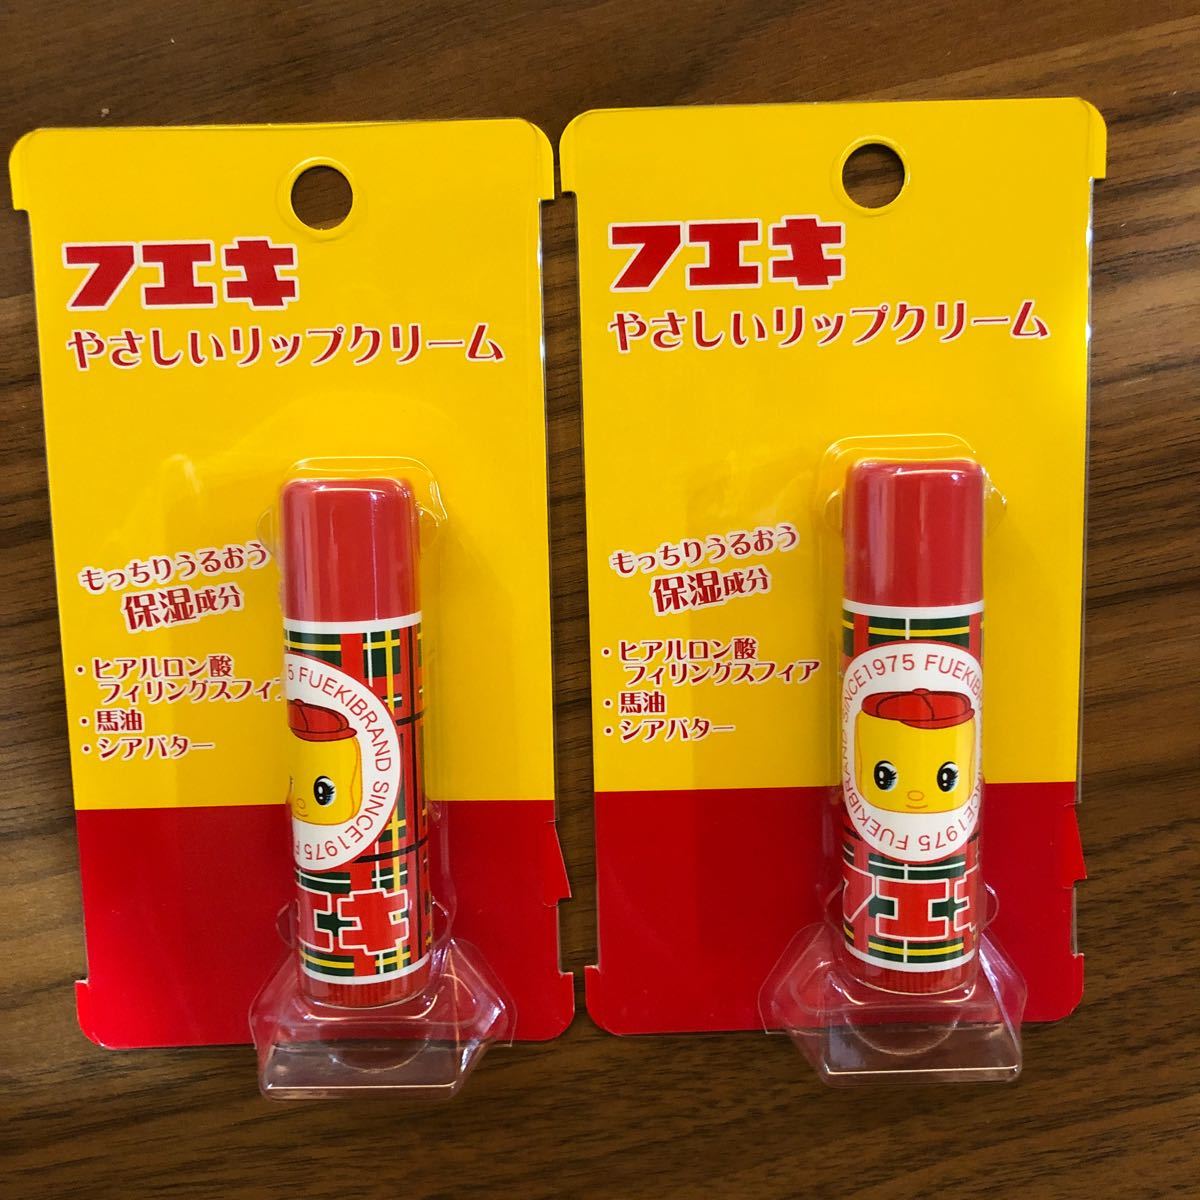 フエキ
やさしいリップクリーム
もっちりうるおう
保湿成分
・ヒアルロン酸
フィリングスフィア
・馬油
・シアバター
5 FUEKIBRAND SINCE1975 F
エキ
フエキ
やさしいリップクリーム
もっちりうるおう
保湿成分
・ヒアルロン酸
フィリングスフィア
・馬油
・シアバター
SINCE1975 FUEKIBRAND SINCE1975 FUEKIBRAND
フエキ